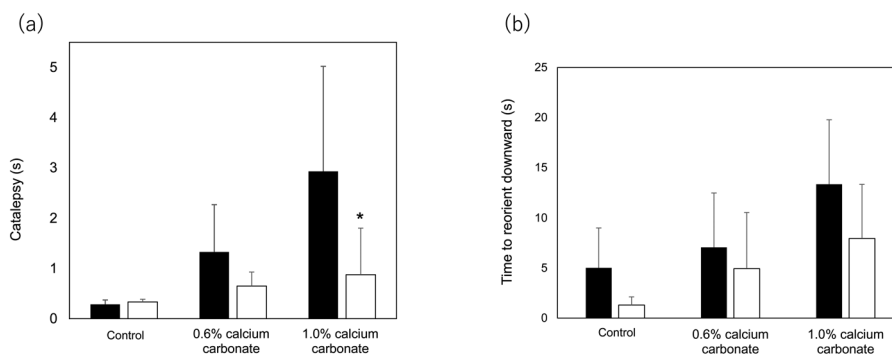 (a)
Catalepsy (s)
5
4
3
2
1
0
*
Control
0.6% calcium
carbonate
1.0% calcium
carbonate
(b)
Time to reorient downward (s)
25
20
15
10
5
0
Control
0.6% calcium
carbonate
1.0% calcium
carbonate